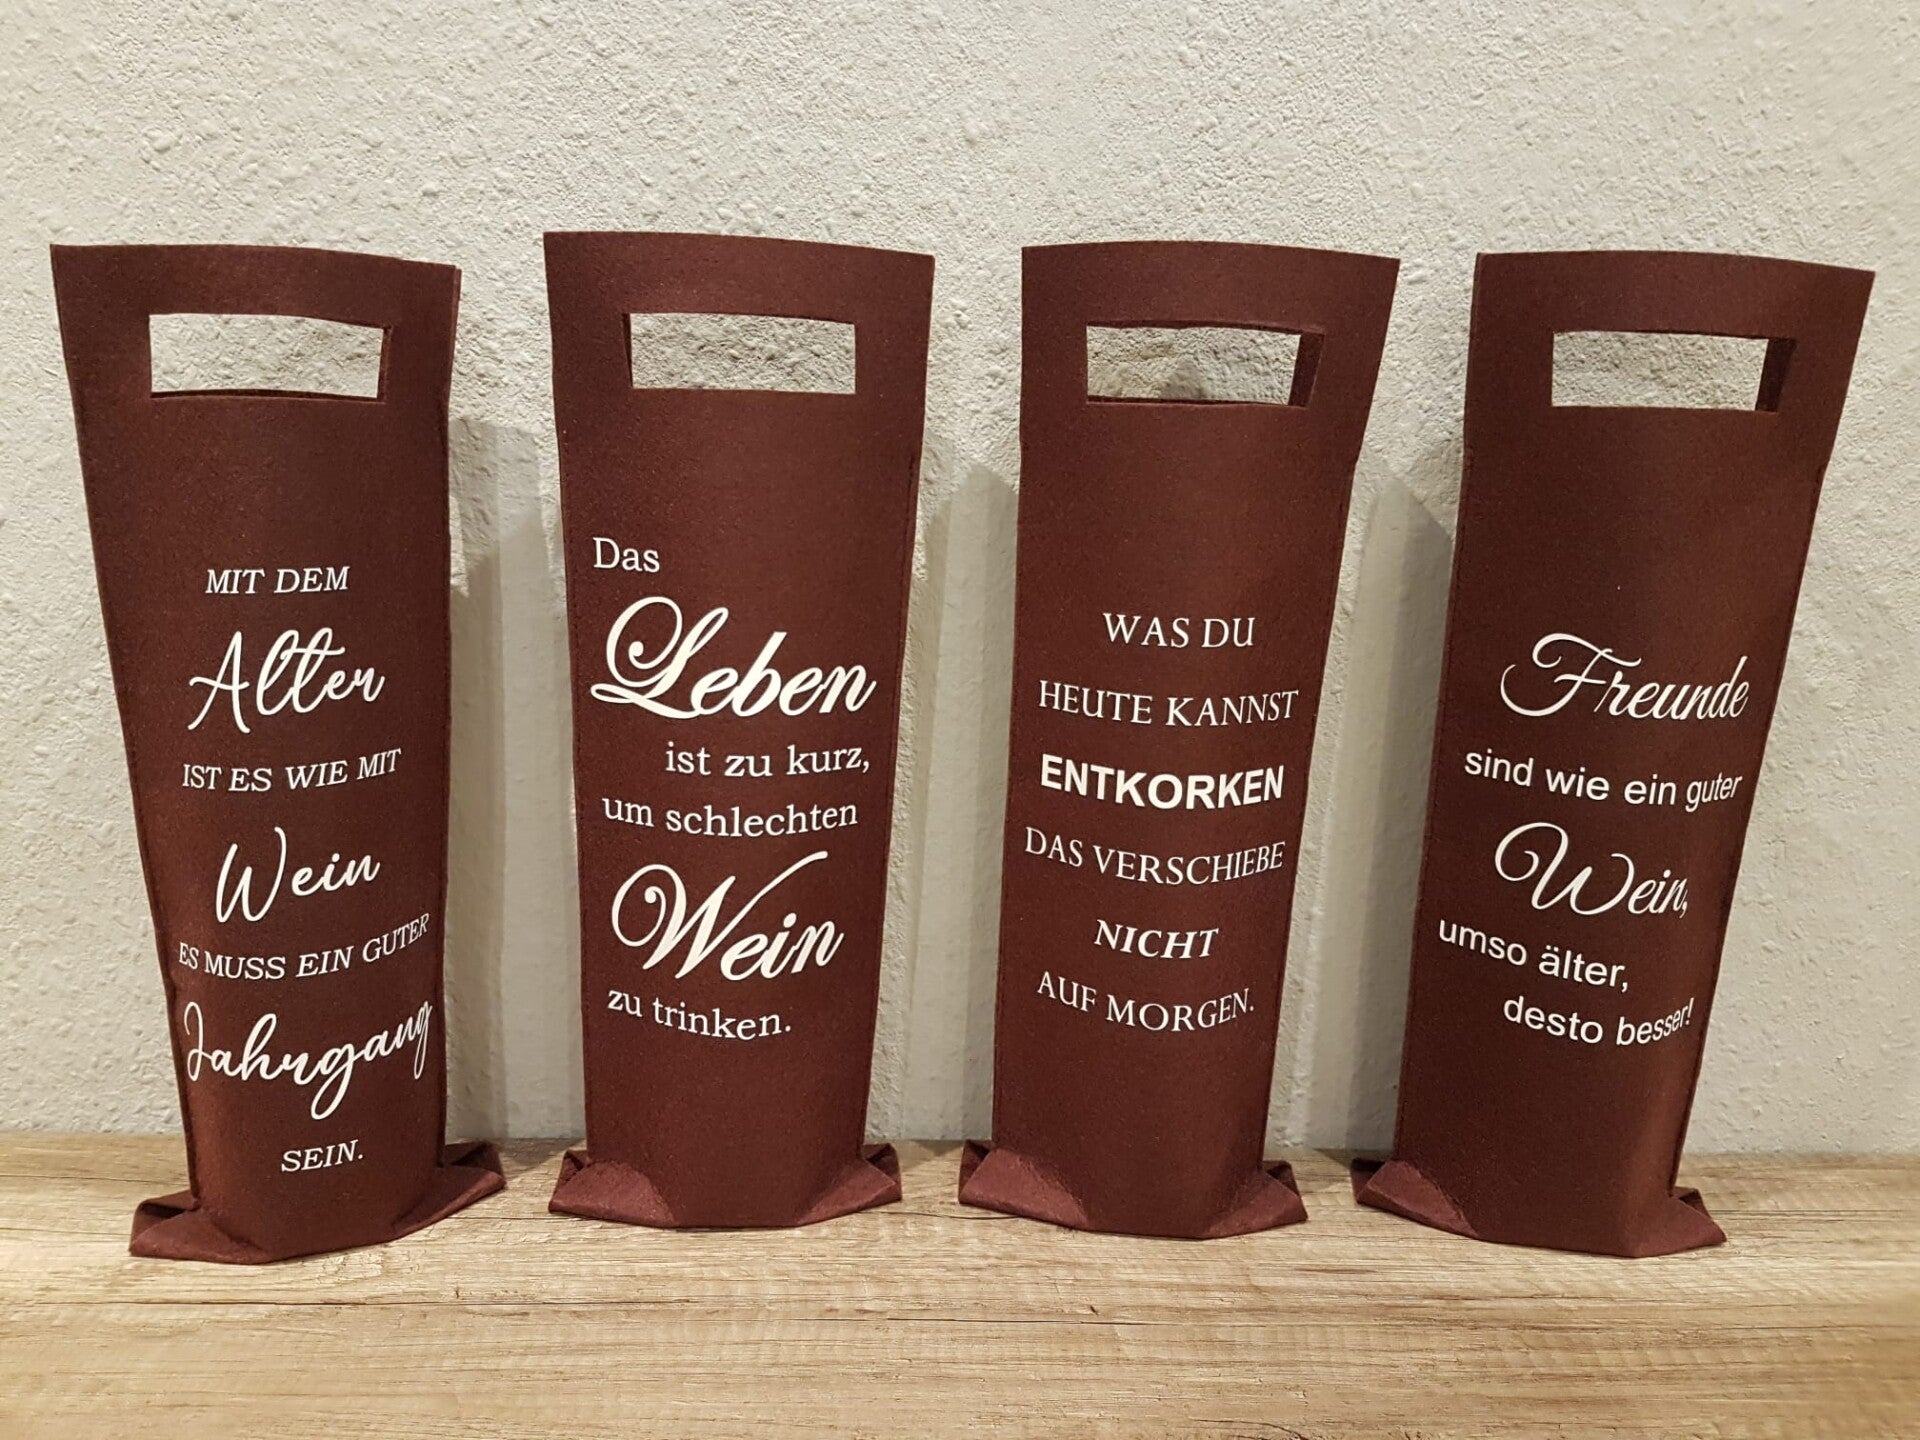 MIT DEM
Alter
IST ES WIE MIT
Wein
ES MUSS EIN GUTER
Jahrgang
SEIN.
Das
Leben
ist zu kurz,
um schlechten
Wein
zu trinken.
WAS DU
HEUTE KANNST
ENTKORKEN
DAS VERSCHIEBE
NICHT
AUF MORGEN.
Freunde
sind wie ein guter
Wein,
umso älter,
desto besser!